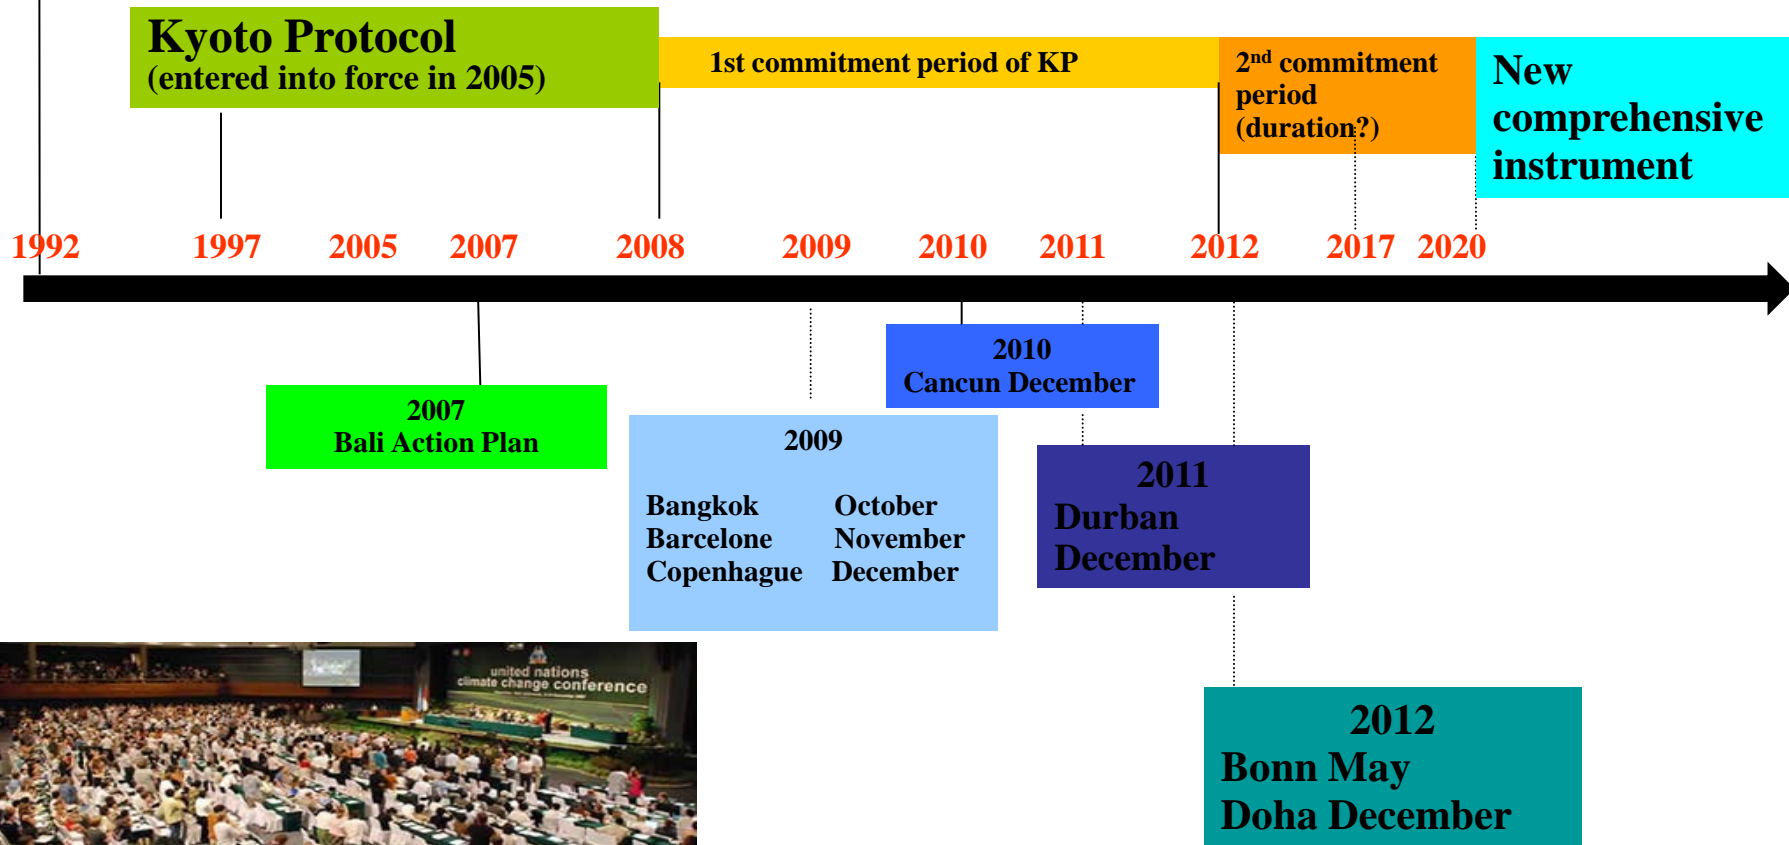 Kyoto Protocol
(entered into force in 2005)
1st commitment period of KP
2nd commitment
period
(duration?)
New
comprehensive
instrument
1992 1997 2005 2007 2008 2009 2010 2011 2012 2017 2020
2007
Bali Action Plan
2009
Bangkok October
Barcelone November
Copenhague December
2010
Cancun December
2011
Durban
December
2012
Bonn May
Doha December
united nations
climate change conference